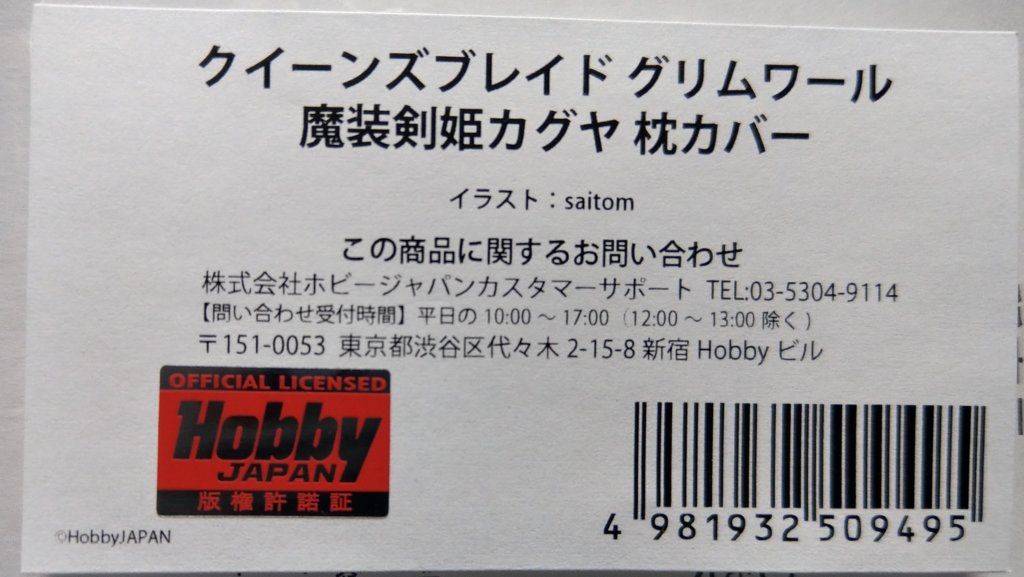 クイーンズブレイド グリムワール
魔装剣姫カグヤ 枕カバー
イラスト：saitom
この商品に関するお問い合わせ
株式会社ホビージャパンカスタマーサポート TEL:03-5304-9114
【問い合わせ受付時間】平日の 10:00 〜 17:00（12:00 〜 13:00 除く）
〒151-0053 東京都渋谷区代々木 2-15-8 新宿 Hobby ビル
OFFICIAL LICENSED
Hobby
JAPAN
版権許諾証
4 981932 509495
©HobbyJAPAN